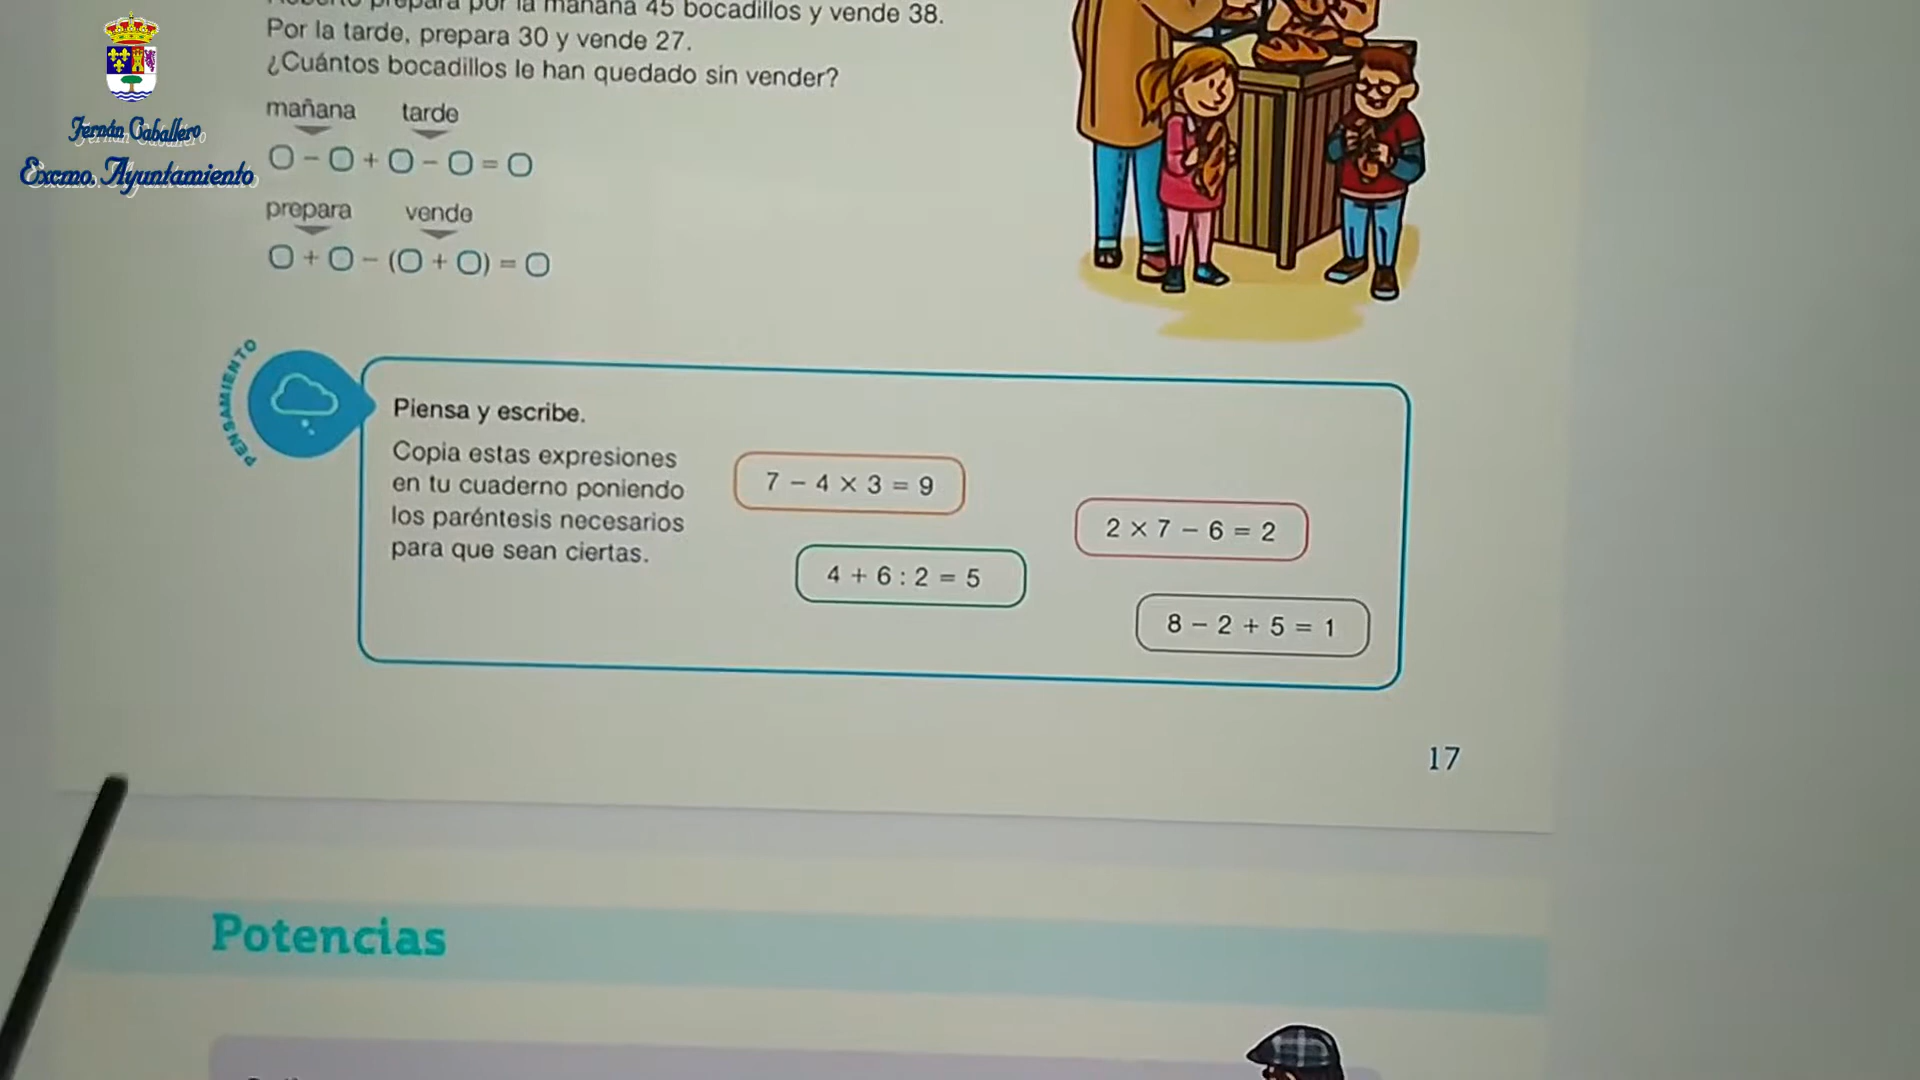 prepara por la mañana 45 bocadillos y vende 38.
Por la tarde, prepara 30 y vende 27.
¿Cuántos bocadillos le han quedado sin vender?
mañana tarde
O - O + O - O = O
prepara vende
O + O - (O + O) = O
Fernán Caballero
Excmo. Ayuntamiento
PENSAMIENTO
Piensa y escribe.
Copia estas expresiones
en tu cuaderno poniendo
los paréntesis necesarios
para que sean ciertas.
7 - 4 × 3 = 9
2 × 7 - 6 = 2
4 + 6 : 2 = 5
8 - 2 + 5 = 1
17
Potencias